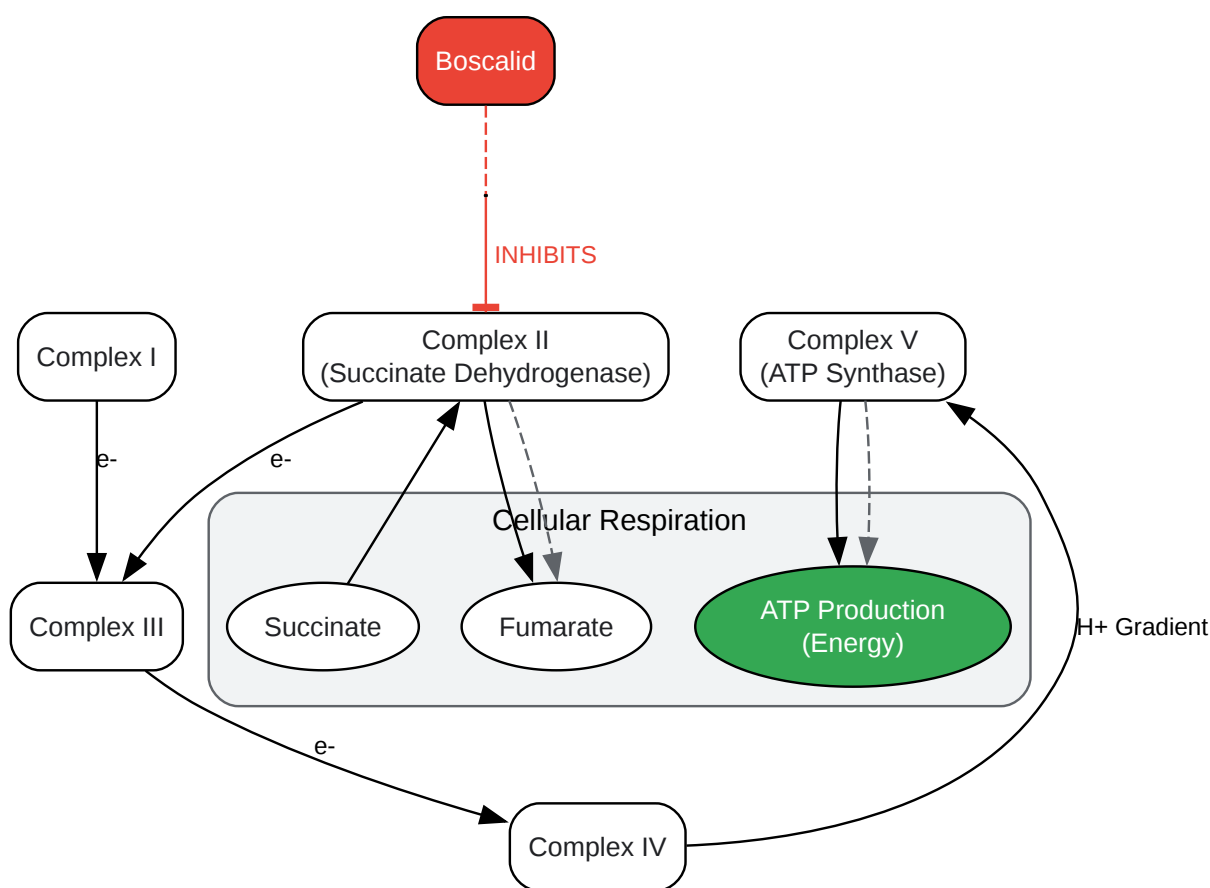 Boscalid
INHIBITS
Complex I
Complex II
(Succinate Dehydrogenase)
Complex V
(ATP Synthase)
e-
e-
Cellular Respiration
Complex III
Succinate
Fumarate
ATP Production
(Energy)
H+ Gradient
e-
Complex IV